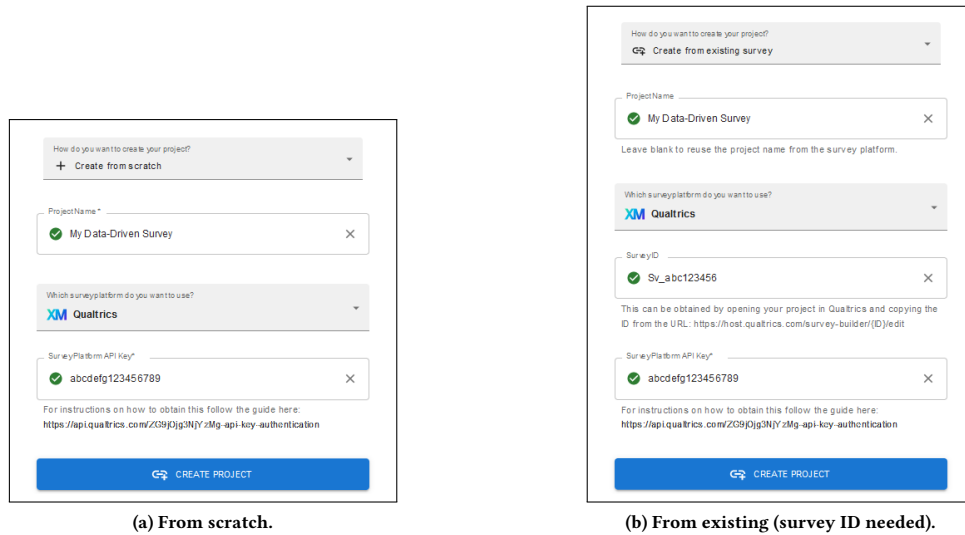 How do you want to create your project?
Create from scratch
Project Name *
My Data-Driven Survey
Which survey platform do you want to use?
XM Qualtrics
Survey Platform API Key*
abcdefg123456789
For instructions on how to obtain this follow the guide here:
https://api.qualtrics.com/ZG9jOjg3NjYzMg-api-key-authentication
CREATE PROJECT
(a) From scratch.
How do you want to create your project?
Create from existing survey
Project Name
My Data-Driven Survey
Leave blank to reuse the project name from the survey platform.
Which survey platform do you want to use?
XM Qualtrics
Survey ID
Sv_abc123456
This can be obtained by opening your project in Qualtrics and copying the
ID from the URL: https://host.qualtrics.com/survey-builder/{ID}/edit
Survey Platform API Key*
abcdefg123456789
For instructions on how to obtain this follow the guide here:
https://api.qualtrics.com/ZG9jOjg3NjYzMg-api-key-authentication
CREATE PROJECT
(b) From existing (survey ID needed).